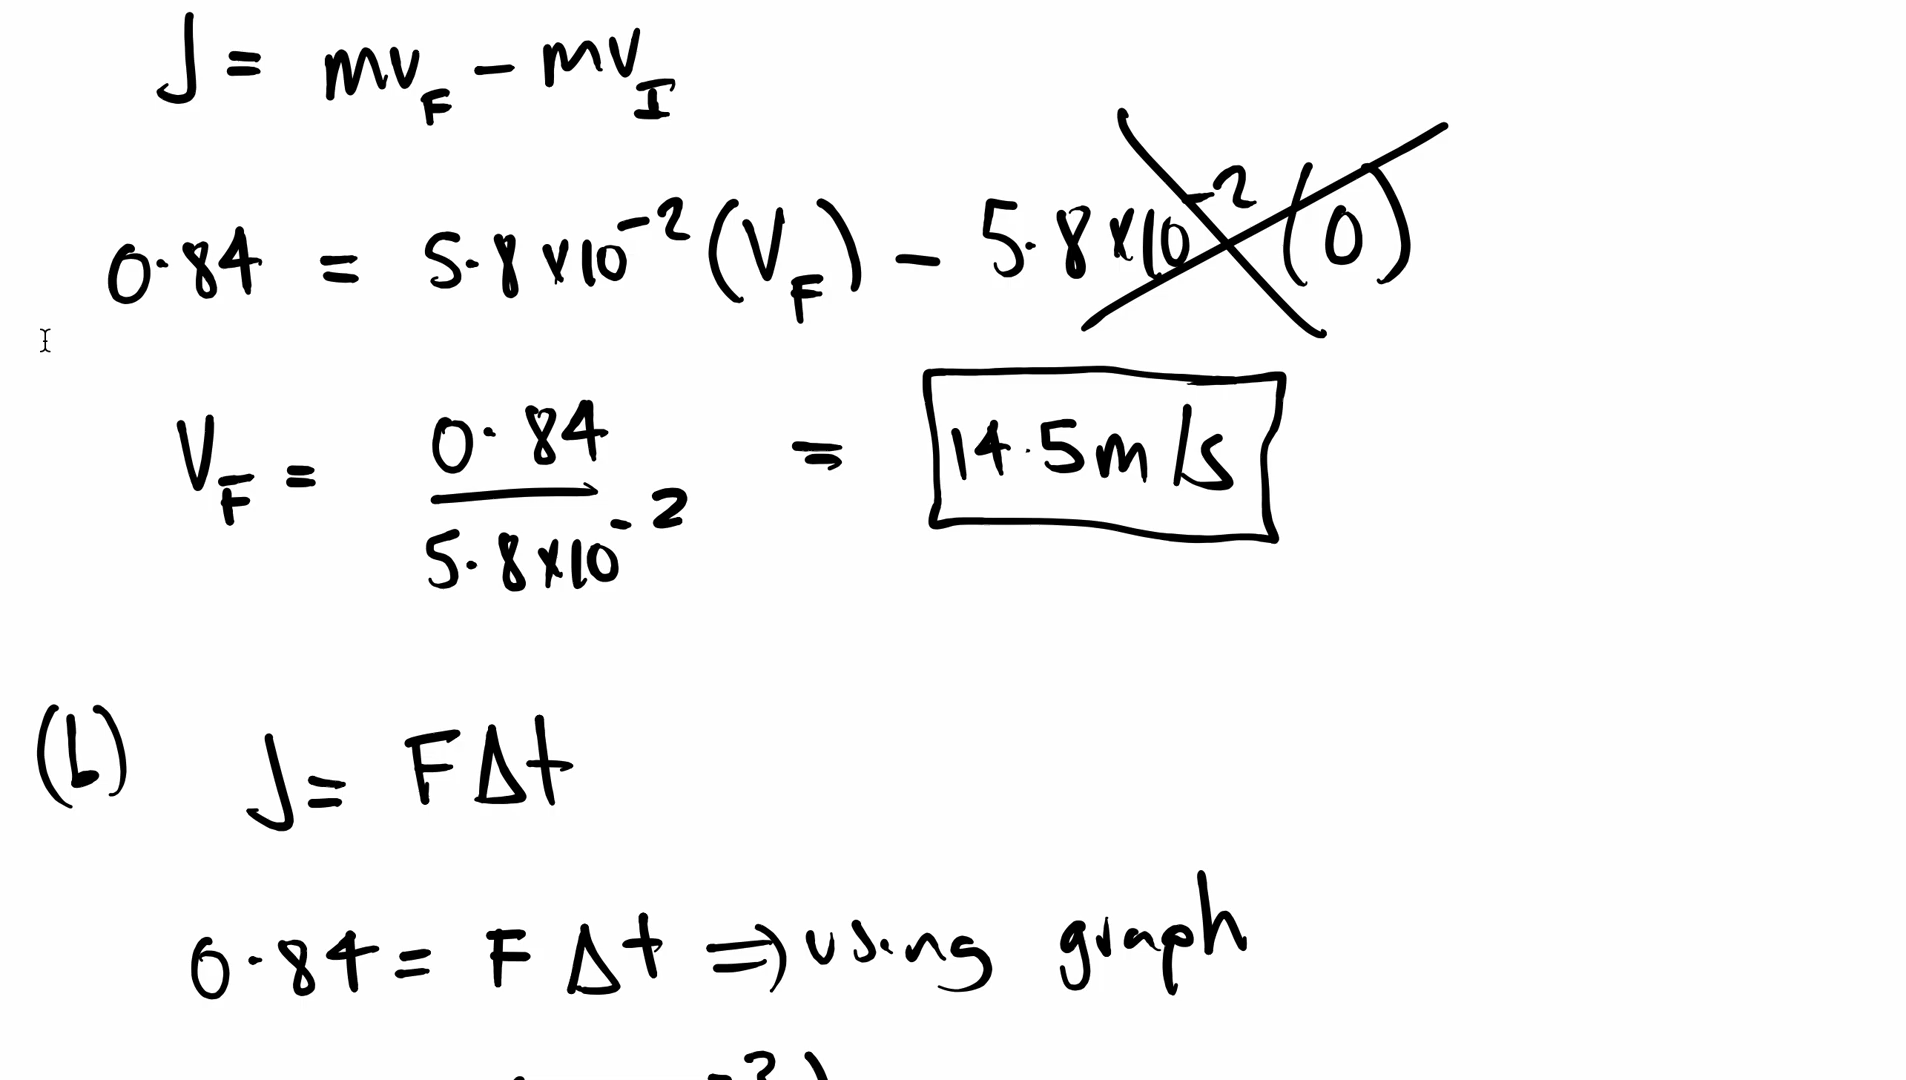 J = mv_F - mv_I
0.84 = 5.8×10^-2 (V_F) - 5.8×10^-2 (0)
V_F = 0.84 / 5.8×10^-2 = 14.5m/s
(b) J = FΔt
0.84 = FΔt ⇒ using graph